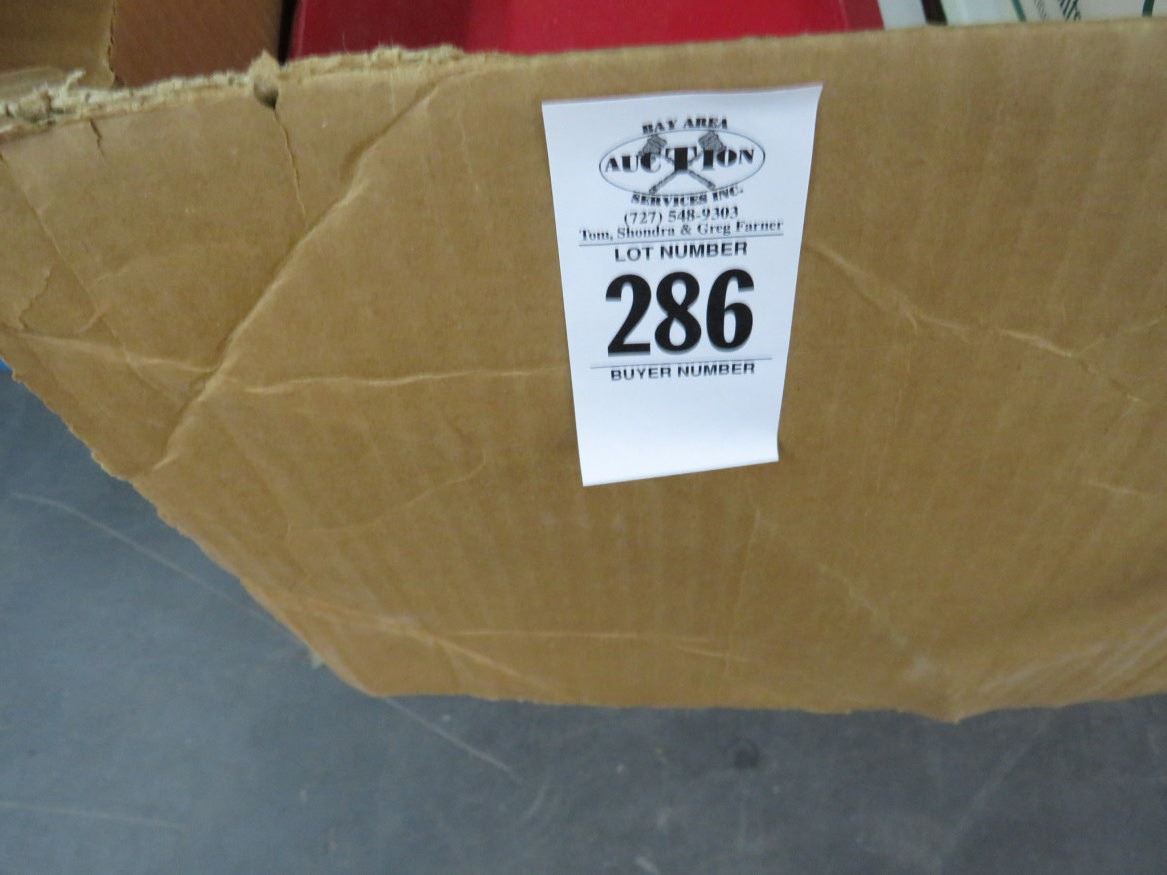 BAY AREA
AUCTION
SERVICES INC.
(727) 548-9303
Tom, Shondra & Greg Farner
LOT NUMBER
286
BUYER NUMBER